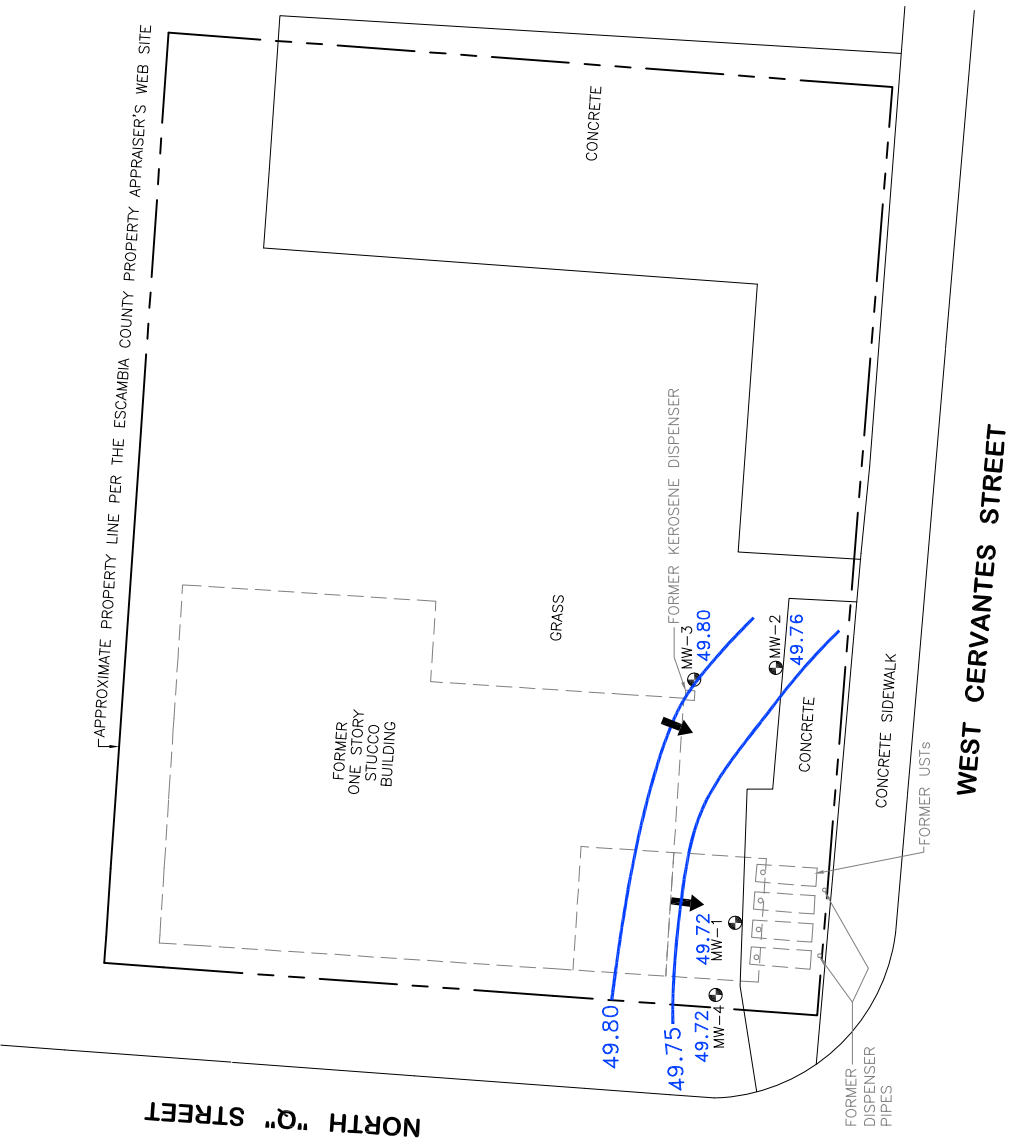 APPROXIMATE PROPERTY LINE PER THE ESCAMBIA COUNTY PROPERTY APPRAISER'S WEB SITE
CONCRETE
FORMER KEROSENE DISPENSER
GRASS
FORMER
ONE STORY
STUCCO
BUILDING
MW-3
49.80
MW-2
49.76
CONCRETE
CONCRETE SIDEWALK
WEST CERVANTES STREET
FORMER USTs
49.72
MW-1
49.72
MW-4
49.80
49.75
FORMER
DISPENSER
PIPES
NORTH "Q" STREET